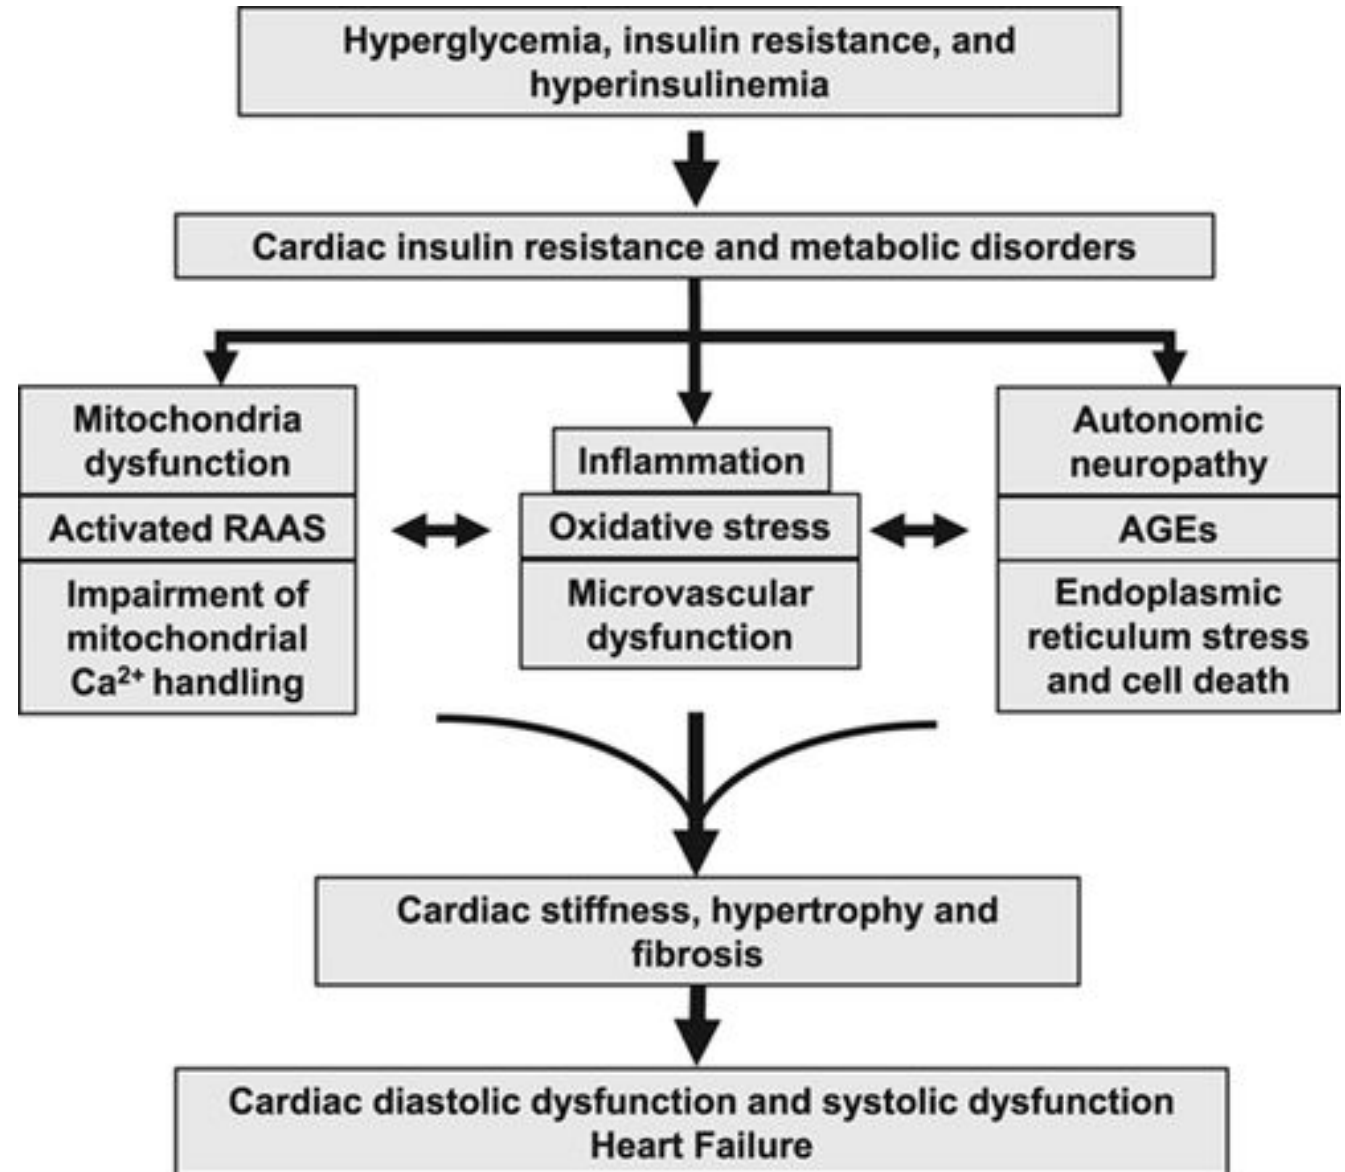 Hyperglycemia, insulin resistance, and
hyperinsulinemia
Cardiac insulin resistance and metabolic disorders
Mitochondria
dysfunction
Activated RAAS
Impairment of
mitochondrial
Ca²⁺ handling
Inflammation
Oxidative stress
Microvascular
dysfunction
Autonomic
neuropathy
AGEs
Endoplasmic
reticulum stress
and cell death
Cardiac stiffness, hypertrophy and
fibrosis
Cardiac diastolic dysfunction and systolic dysfunction
Heart Failure